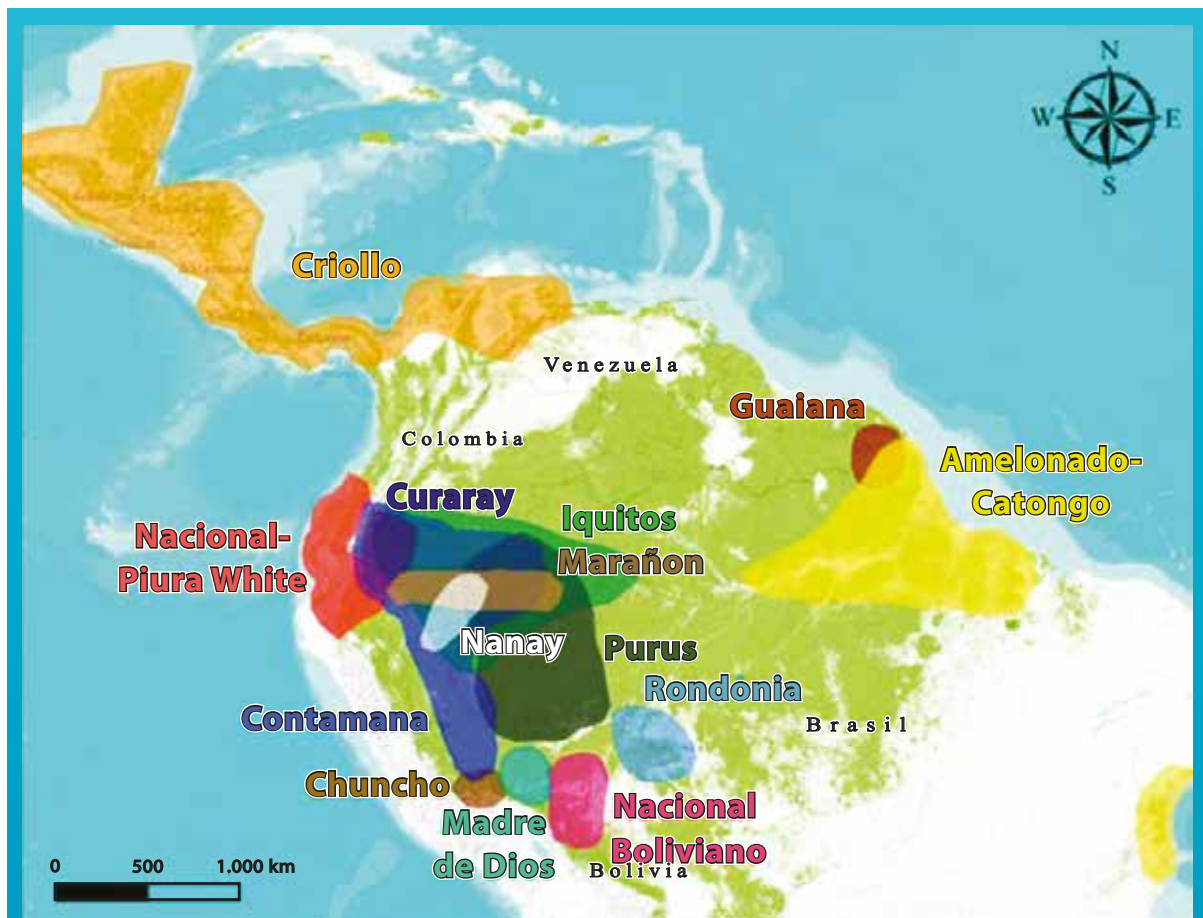 N
W
E
S
Criollo
Venezuela
Guaiana
Colombia
Amelonado-
Catongo
Curaray
Iquitos
Nacional-
Piura White
Marañon
Nanay
Purus
Rondonia
Contamana
Brasil
Chuncho
Madre
de Dios
Nacional
Boliviano
Bolivia
0 500 1.000 km